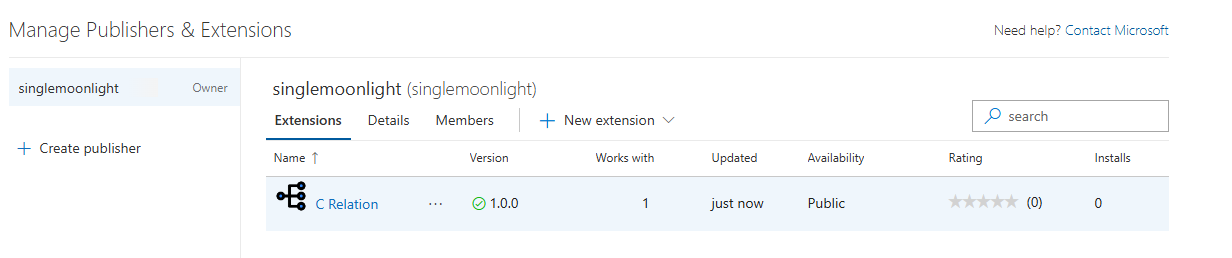 Manage Publishers & Extensions
Need help? Contact Microsoft
singlemoonlight Owner
Create publisher
singlemoonlight (singlemoonlight)
Extensions Details Members New extension
search
Name ↑ Version Works with Updated Availability Rating Installs
C Relation ... 1.0.0 1 just now Public (0) 0